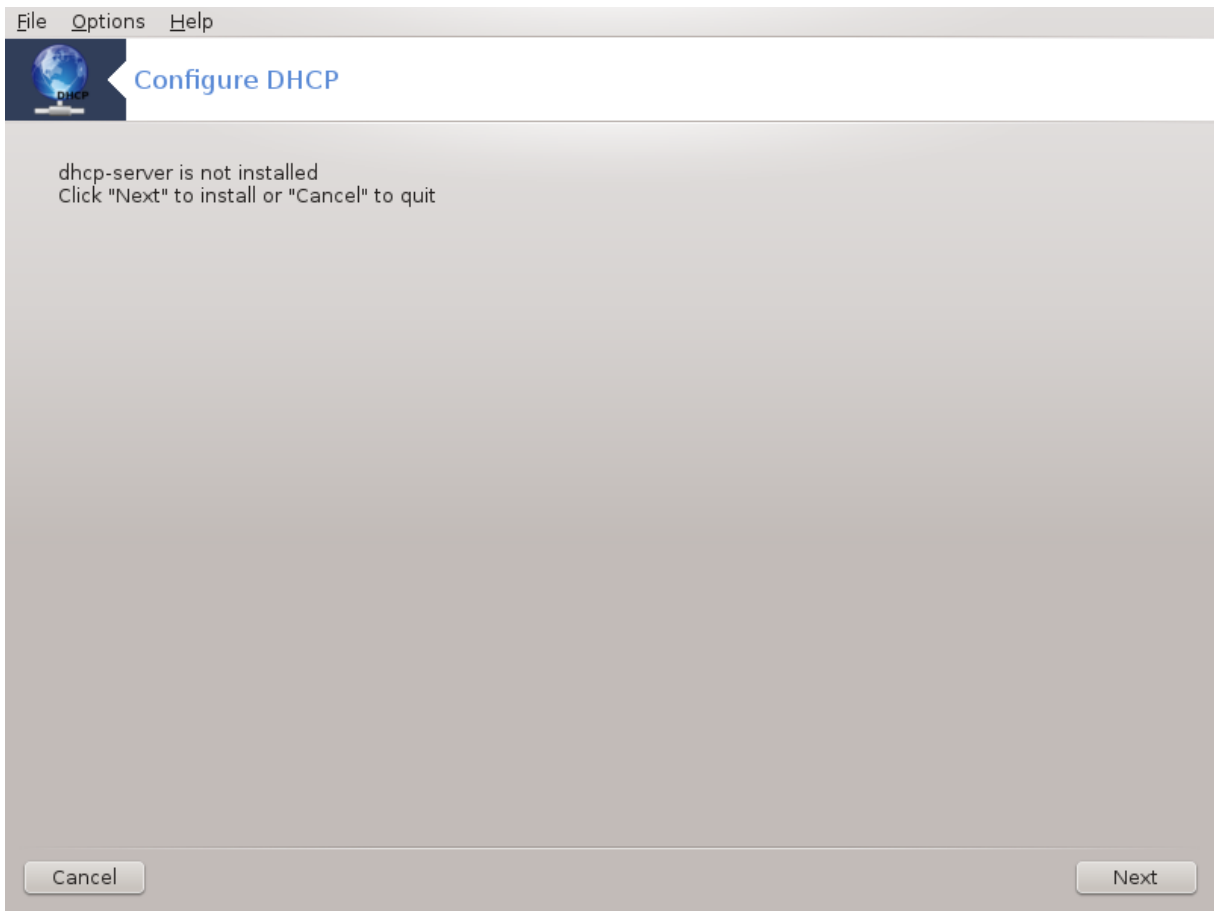 File Options Help
DHCP
Configure DHCP
dhcp-server is not installed
Click "Next" to install or "Cancel" to quit
Cancel Next